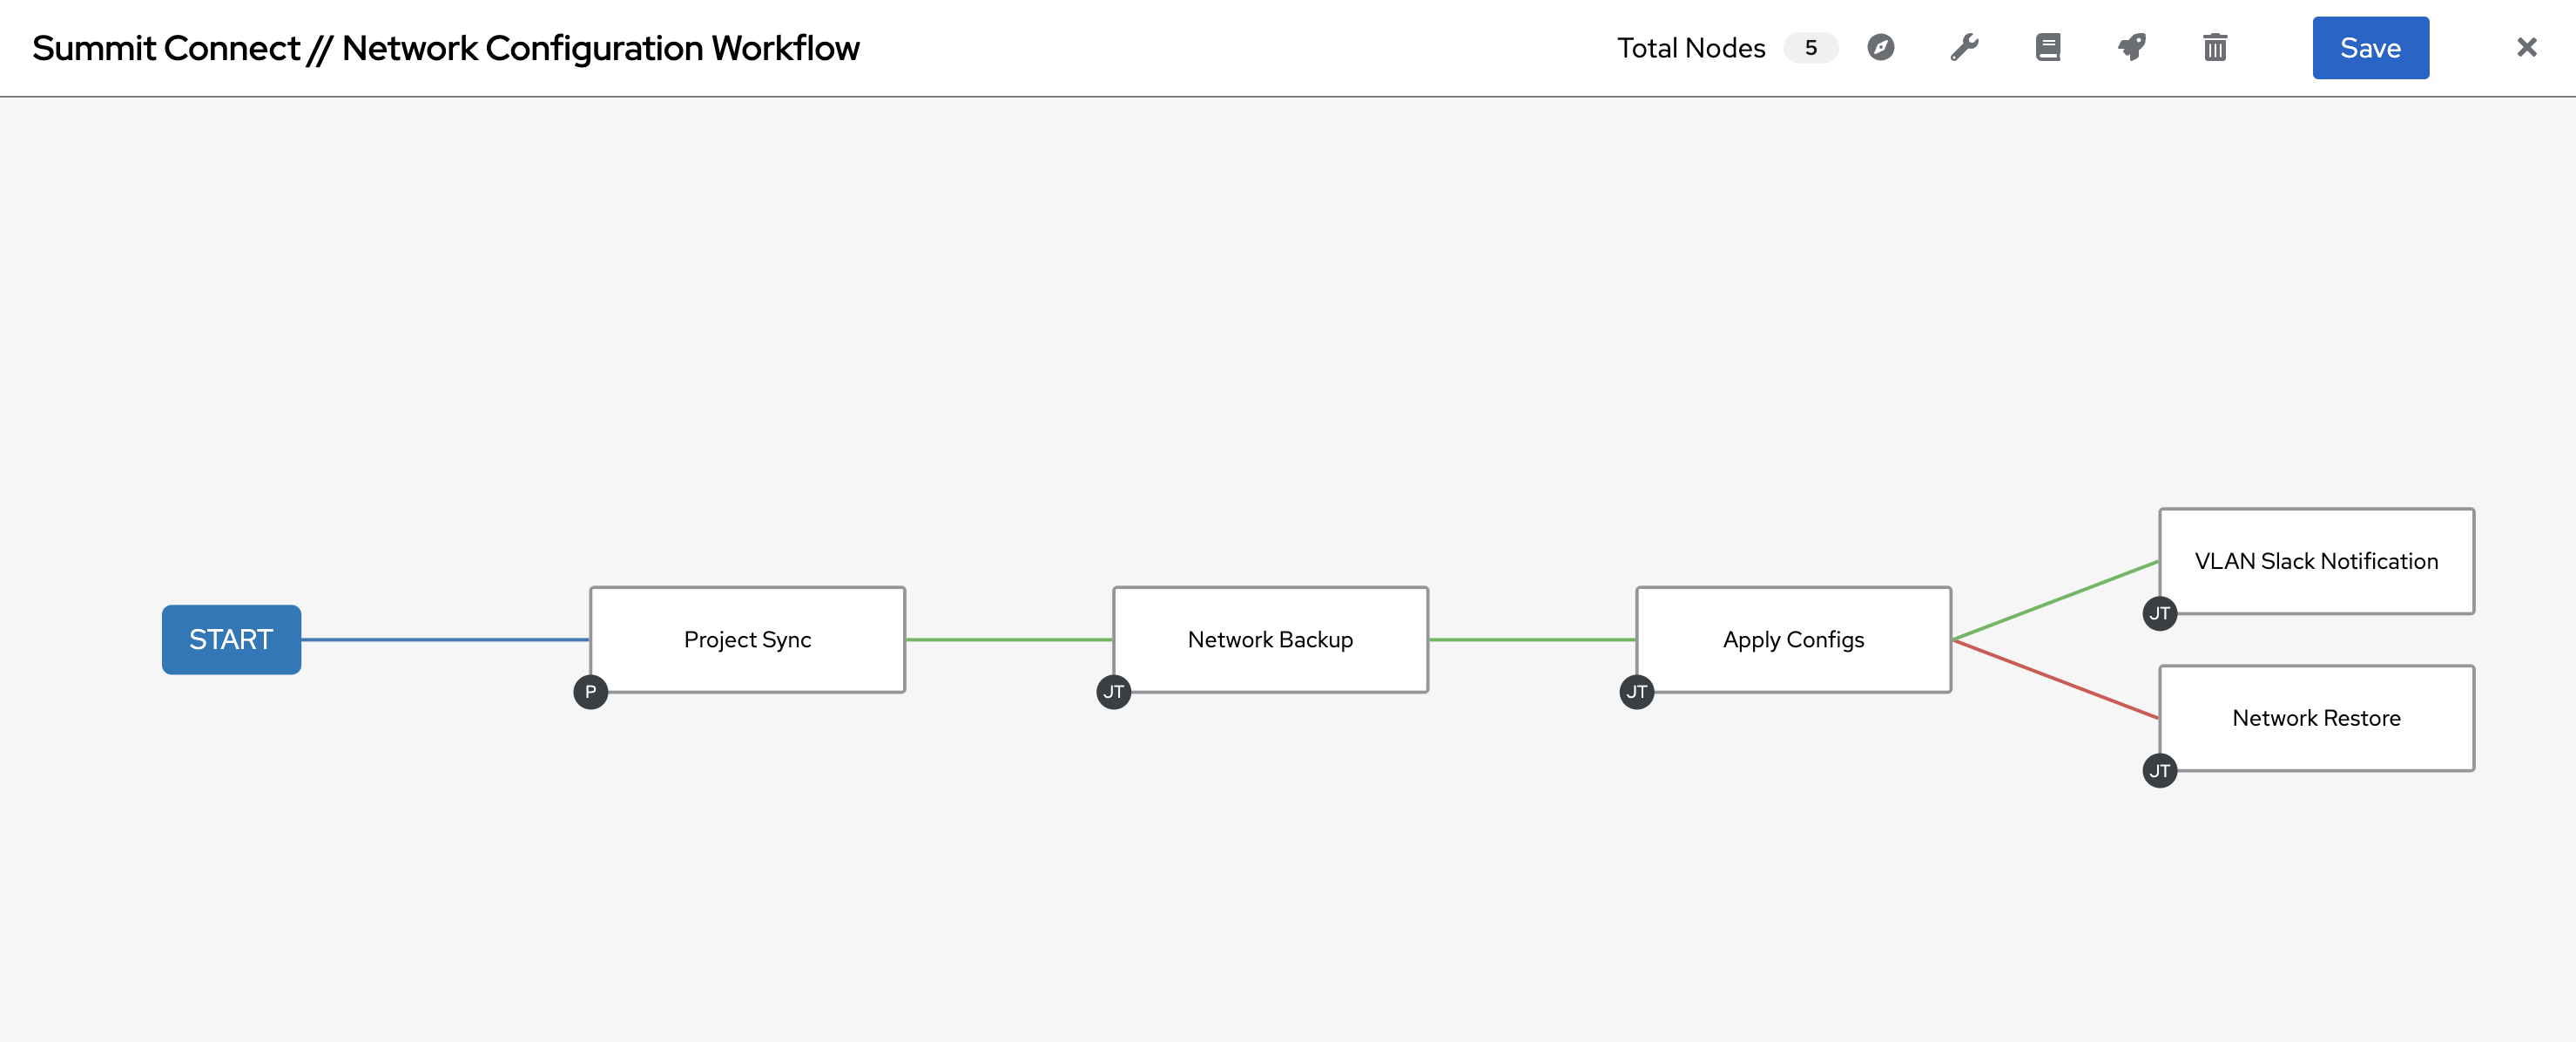 Summit Connect // Network Configuration Workflow
Total Nodes 5
Save
START
Project Sync
P
Network Backup
JT
Apply Configs
JT
VLAN Slack Notification
JT
Network Restore
JT